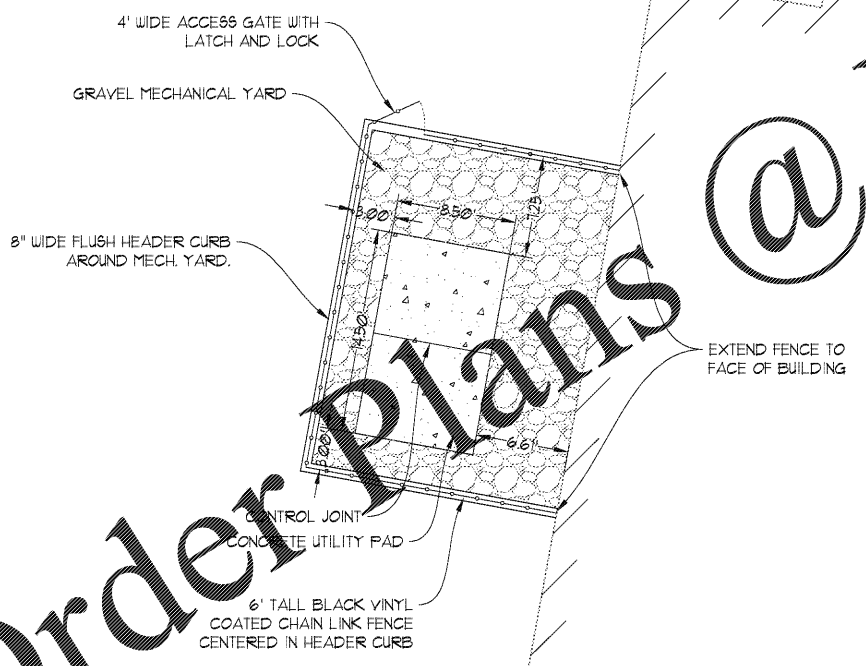 4' WIDE ACCESS GATE WITH
LATCH AND LOCK
GRAVEL MECHANICAL YARD
8" WIDE FLUSH HEADER CURB
AROUND MECH. YARD.
3.00'
8.50'
7.25'
14.50'
3.00'
6.61'
EXTEND FENCE TO
FACE OF BUILDING
CONTROL JOINT
CONCRETE UTILITY PAD
6' TALL BLACK VINYL
COATED CHAIN LINK FENCE
CENTERED IN HEADER CURB
Order Plans @